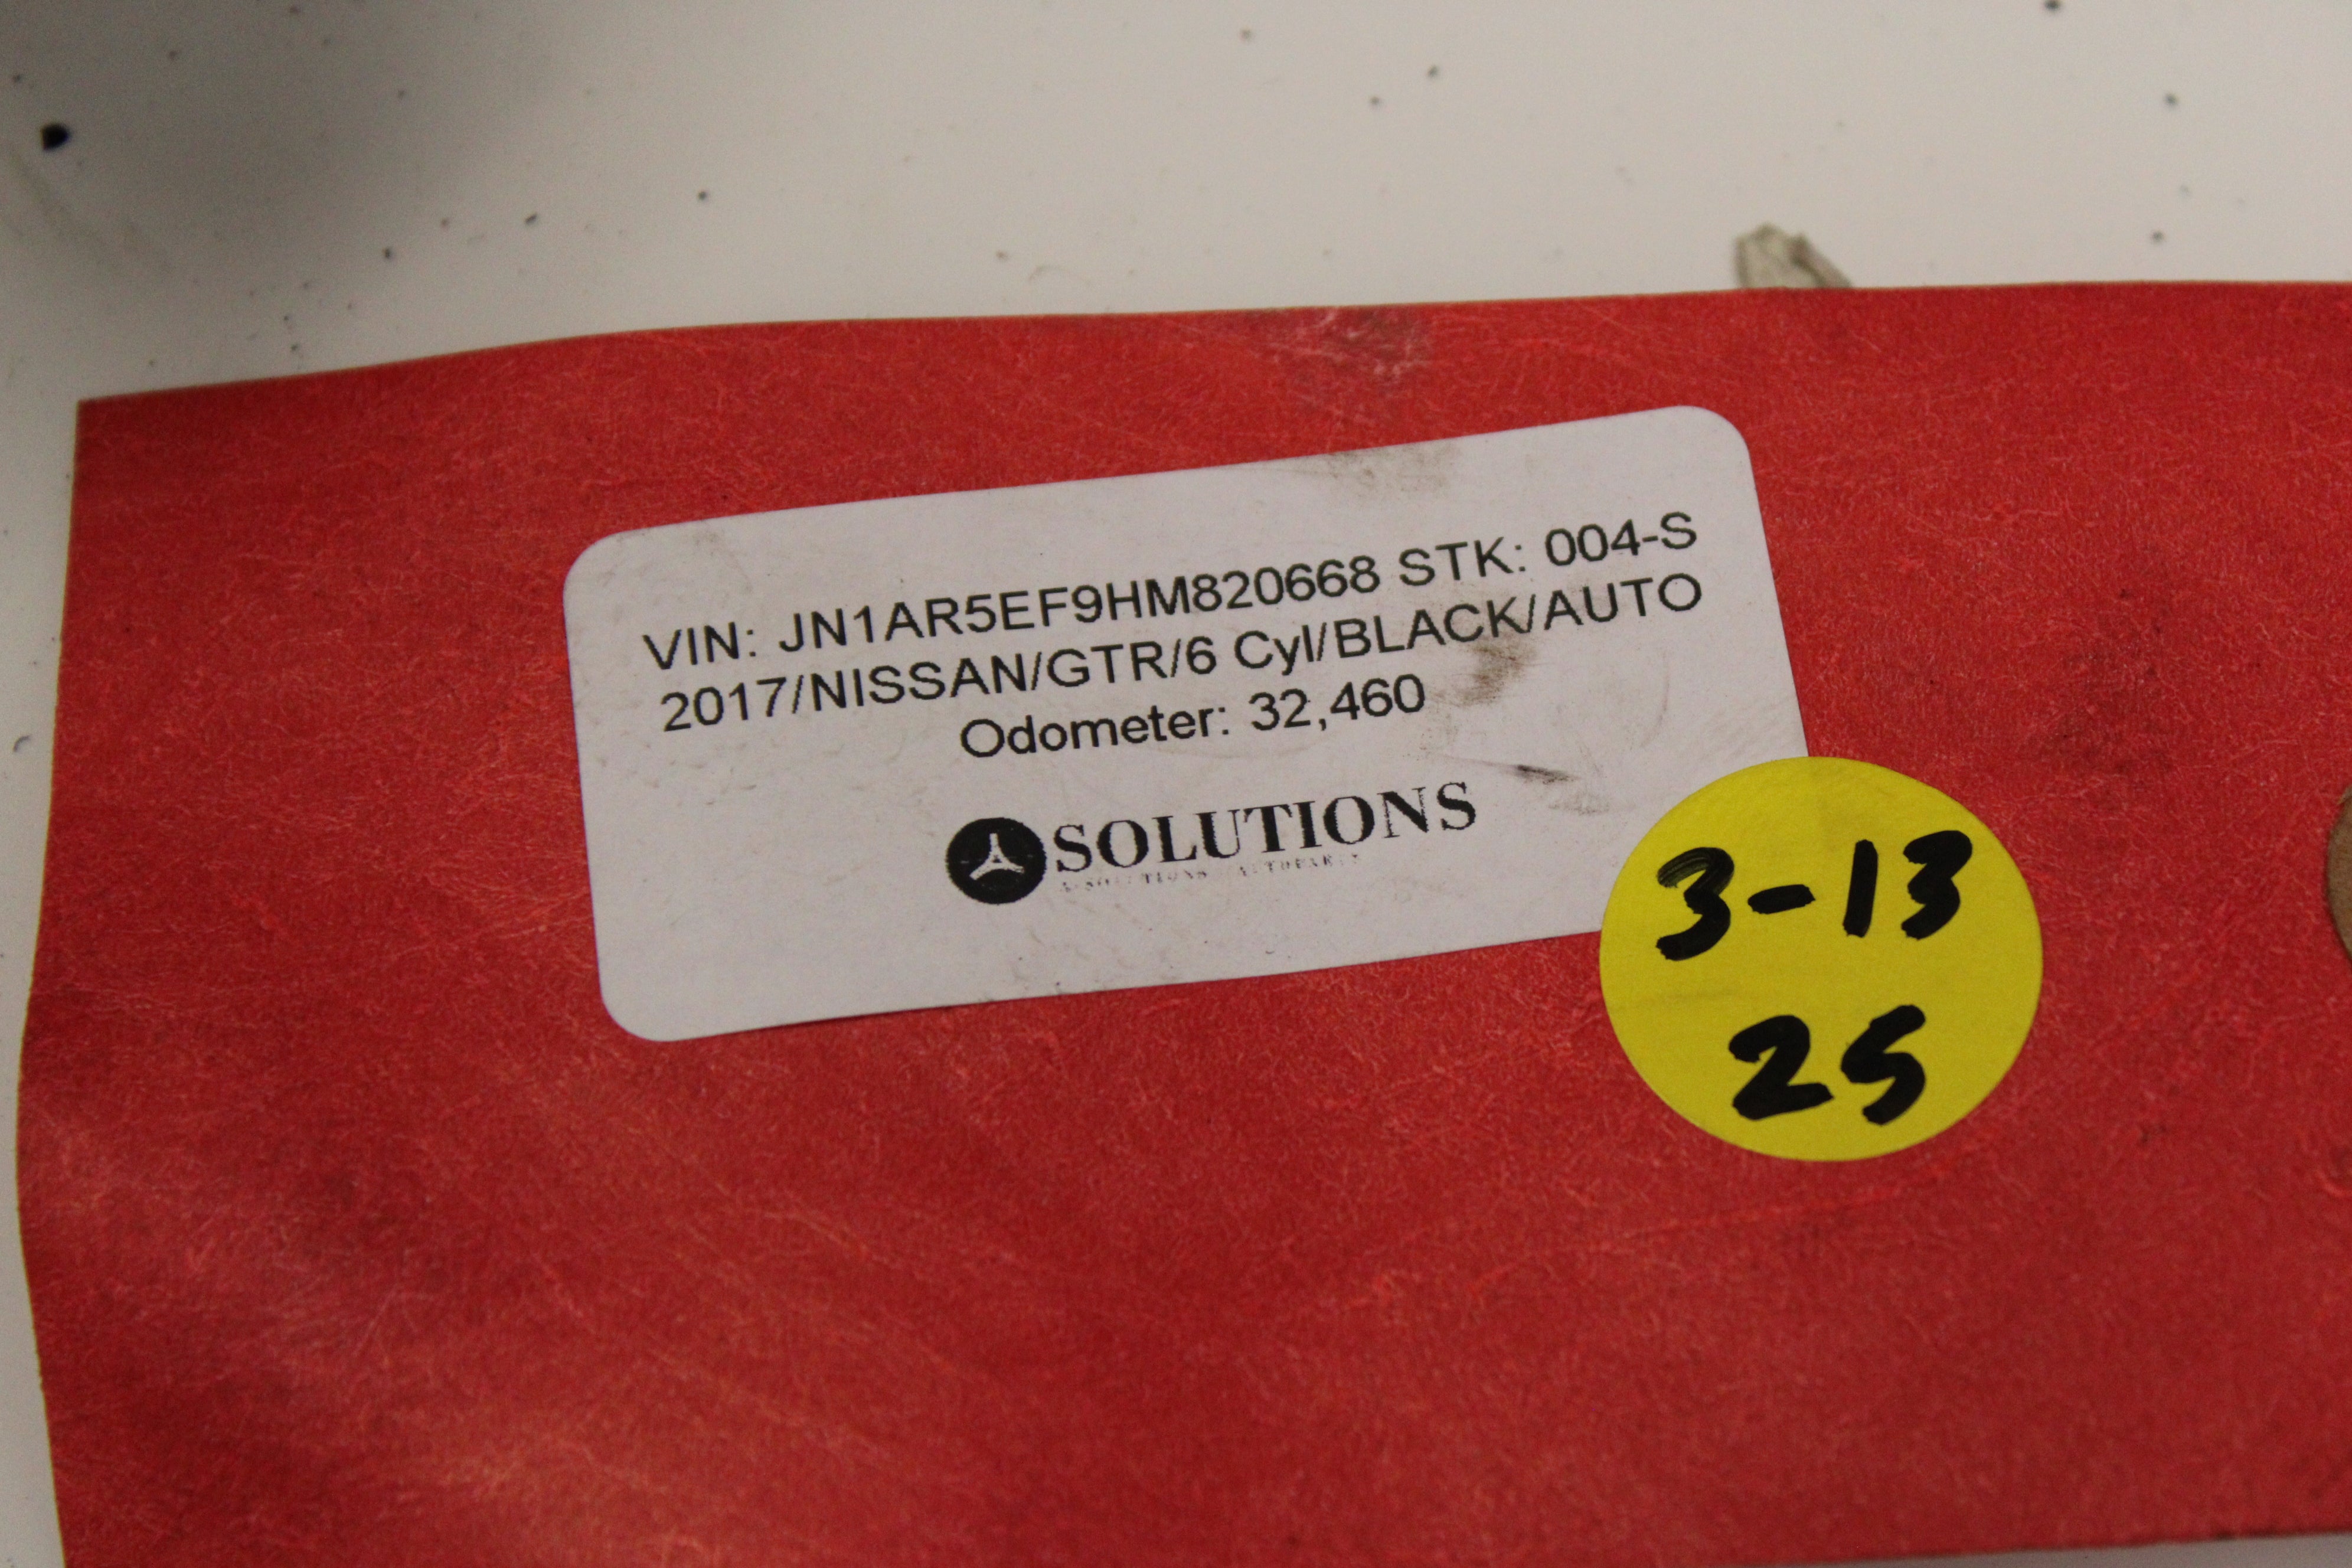 VIN: JN1AR5EF9HM820668 STK: 004-S
2017/NISSAN/GTR/6 Cyl/BLACK/AUTO
Odometer: 32,460
SOLUTIONS
3-13
25